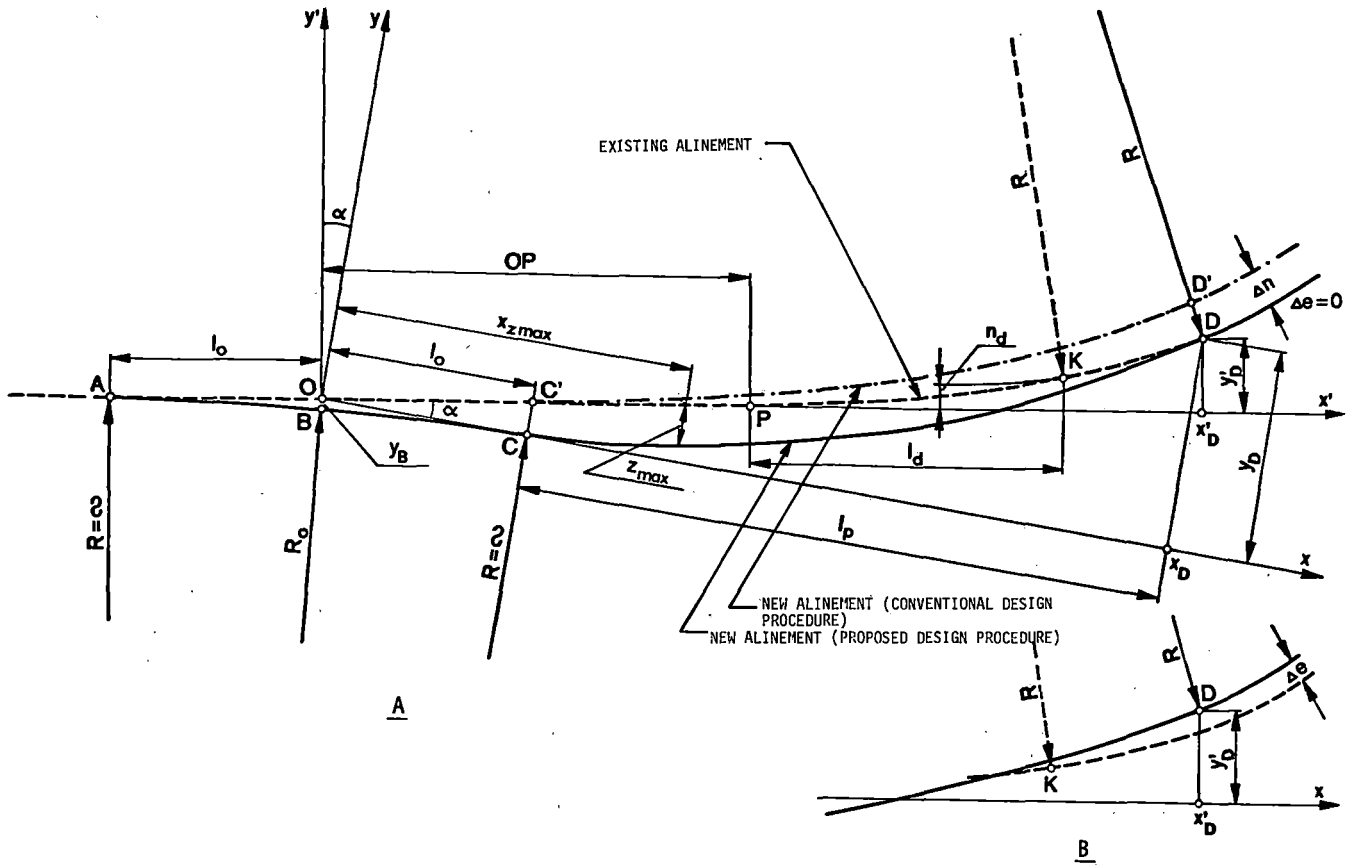 y'
y
α
EXISTING ALINEMENT
R
R
OP
D'
Δn
Δe=0
x_zmax
n_d
D
l_o
l_o
K
y'_D
A
O
C'
α
P
x'
B
x'_D
C
y_B
l_d
y_D
z_max
R=
R_o
R=
l_p
x_D
x
NEW ALINEMENT (CONVENTIONAL DESIGN
PROCEDURE)
NEW ALINEMENT (PROPOSED DESIGN PROCEDURE)
A
R
R
Δe
D
y'_D
K
x
x'_D
B